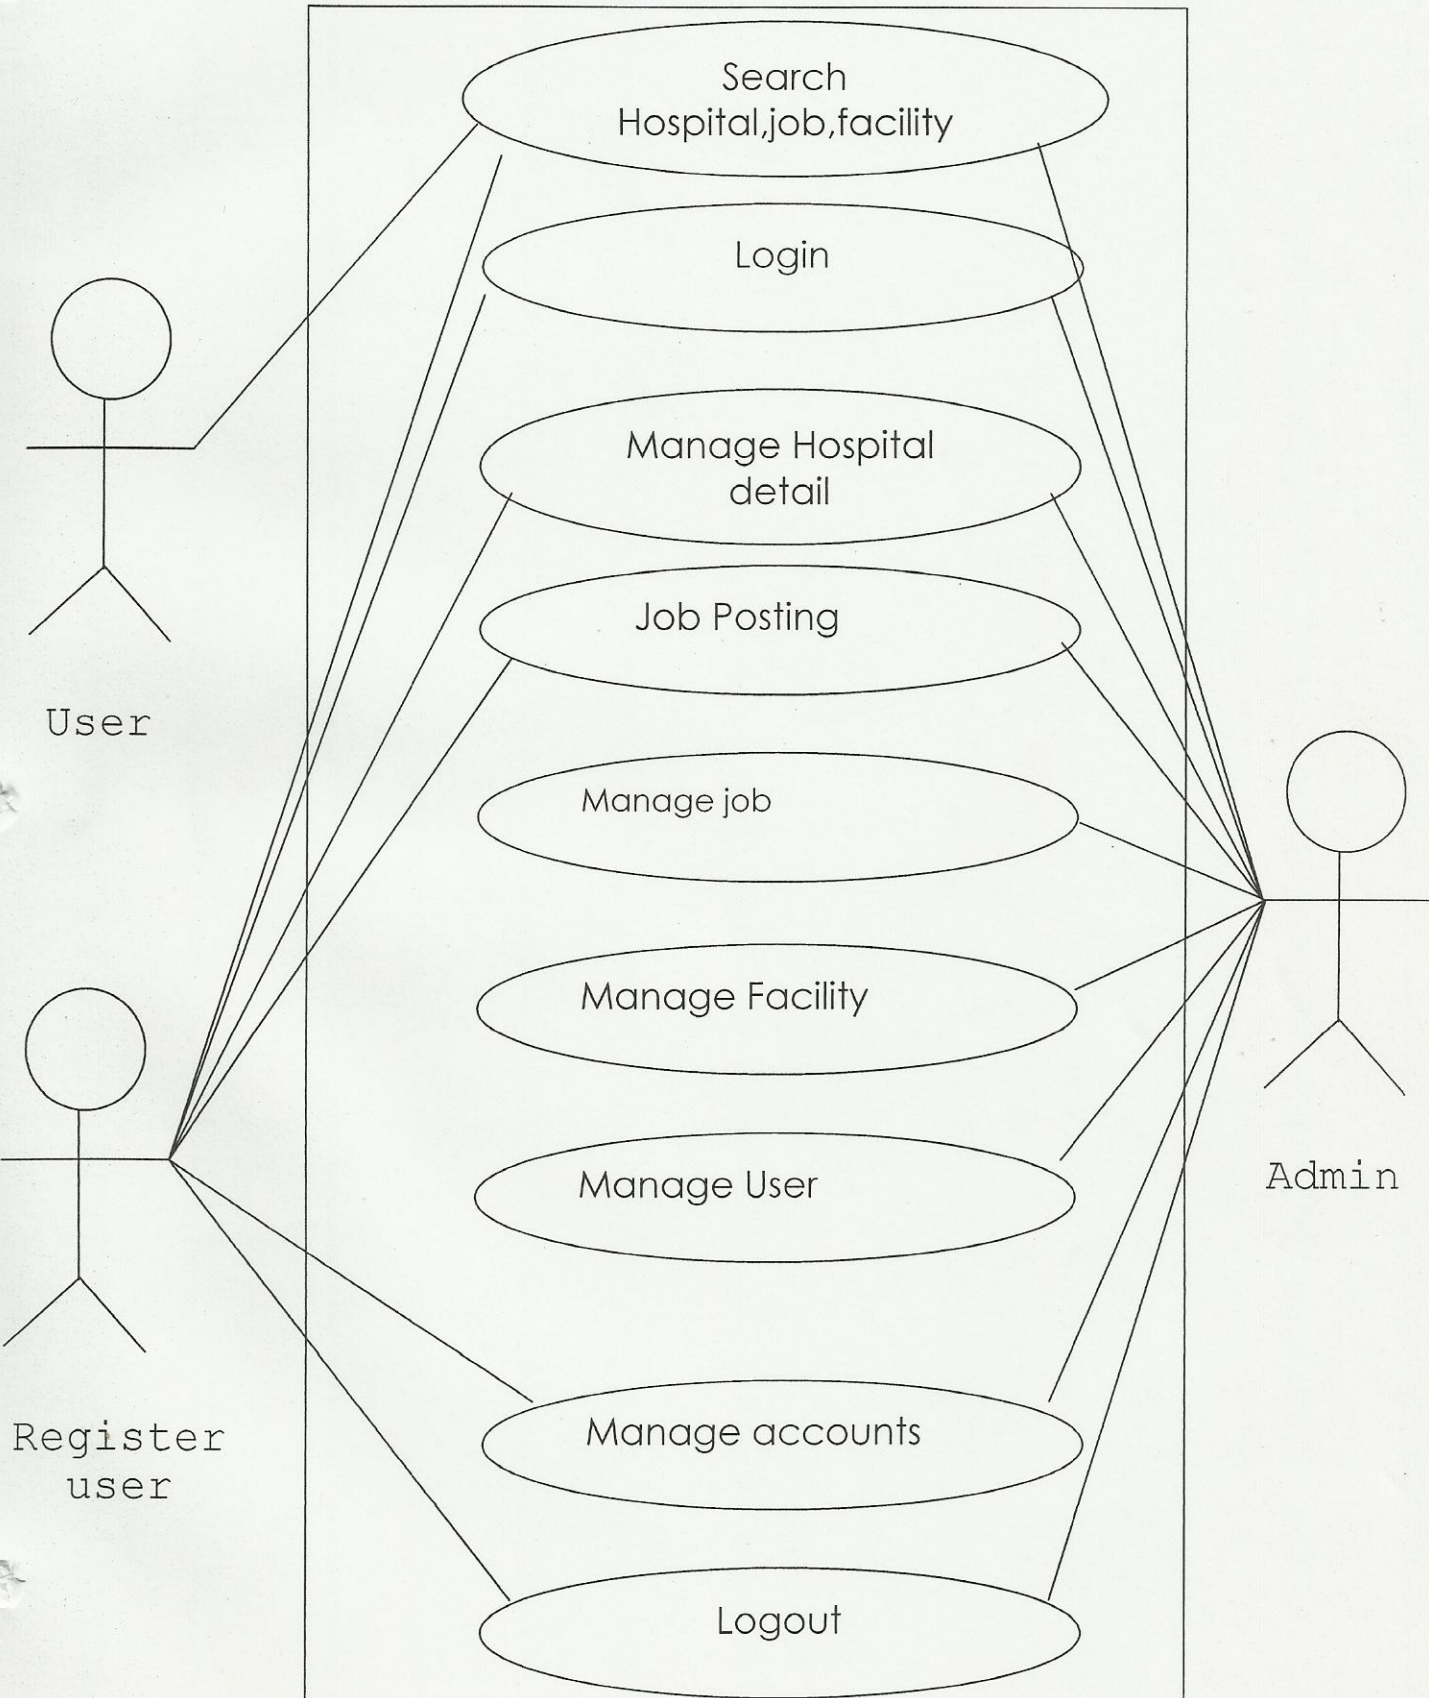 Search
Hospital,job,facility
Login
Manage Hospital
detail
Job Posting
User
Manage job
Manage Facility
Manage User
Admin
Register
user
Manage accounts
Logout